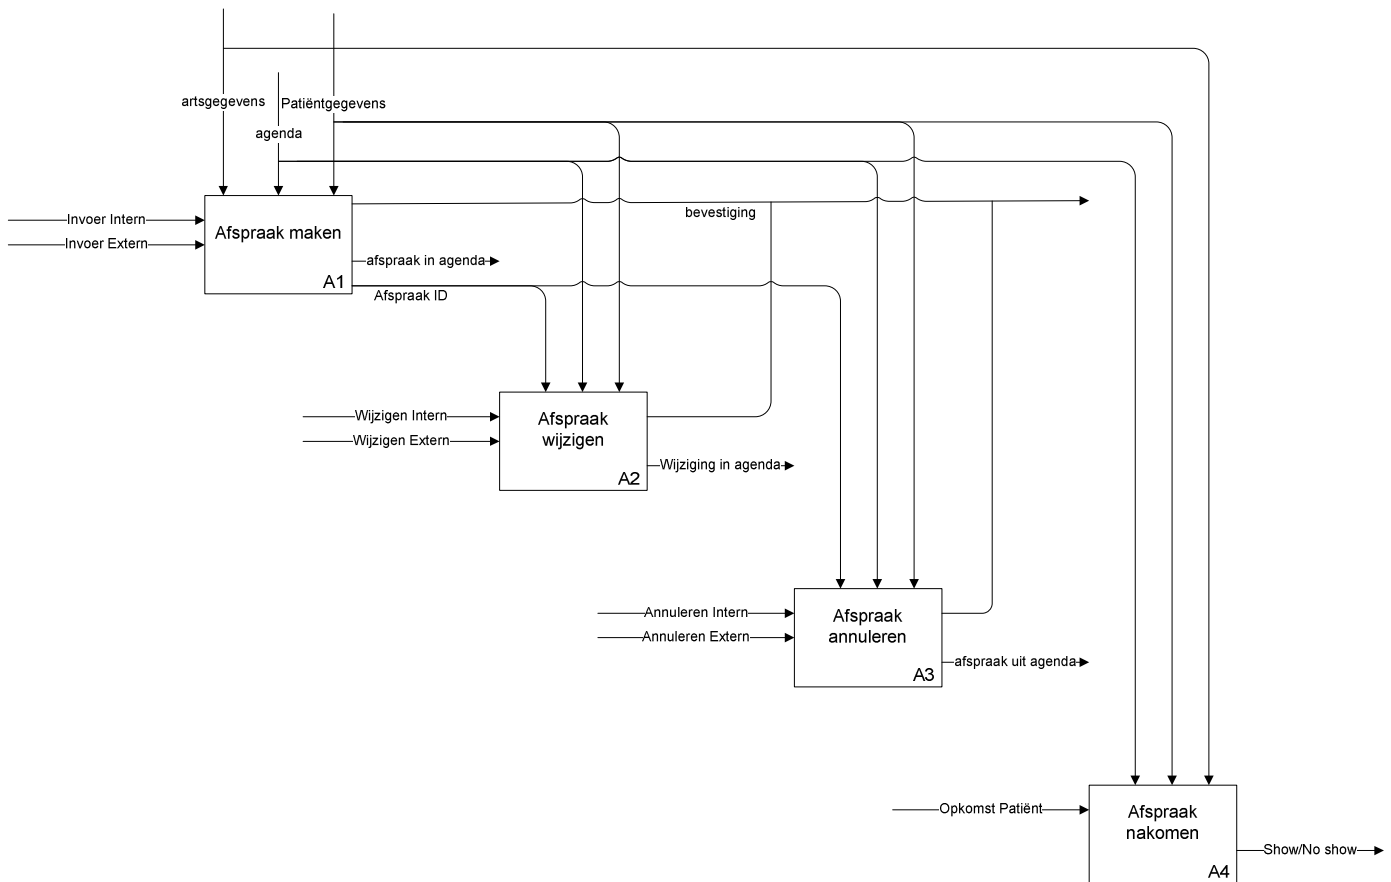 artsgegevens
Patiëntgegevens
agenda
Invoer Intern
Invoer Extern
Afspraak maken
A1
bevestiging
afspraak in agenda
Afspraak ID
Wijzigen Intern
Wijzigen Extern
Afspraak
wijzigen
A2
Wijziging in agenda
Annuleren Intern
Annuleren Extern
Afspraak
annuleren
A3
afspraak uit agenda
Opkomst Patiënt
Afspraak
nakomen
A4
Show/No show